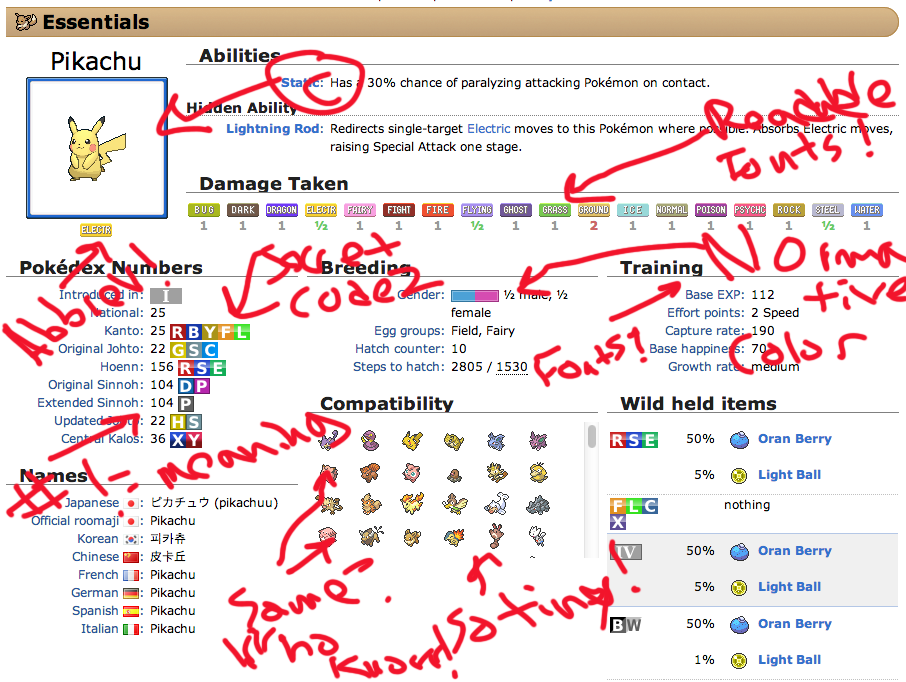 Essentials
Pikachu
Abilities
Static: Has a 30% chance of paralyzing attacking Pokémon on contact.
C
Hidden Ability
Lightning Rod: Redirects single-target Electric moves to this Pokémon where possible. Absorbs Electric moves,
raising Special Attack one stage.
Readable
fonts!
Damage Taken
BUG DARK DRAGON ELECTR FAIRY FIGHT FIRE FLYING GHOST GRASS GROUND ICE NORMAL POISON PSYCHC ROCK STEEL WATER
1 1 1 ½ 1 1 1 ½ 1 1 2 1 1 1 1 1 ½ 1
ELECTR
Abbrev!
Pokédex Numbers
Introduced in: I
National: 25
Kanto: 25 R B Y F L
Original Johto: 22 G S C
Hoenn: 156 R S E
Original Sinnoh: 104 D P
Extended Sinnoh: 104 P
Updated Johto: 22 H S
Central Kalos: 36 X Y
secret
code?
# 1- meaning
Breeding
Gender: ½ male, ½
female
Egg groups: Field, Fairy
Hatch counter: 10
Steps to hatch: 2805 / 1530
Training
Base EXP: 112
Effort points: 2 Speed
Capture rate: 190
Base happiness: 70
Growth rate: medium
Norma
tive
Color
Fonts?
Names
Japanese : ピカチュウ (pikachuu)
Official roomaji : Pikachu
Korean : 피카츄
Chinese : 皮卡丘
French : Pikachu
German : Pikachu
Spanish : Pikachu
Italian : Pikachu
Compatibility
Same?
Who
knows!
So tiny!
Wild held items
R S E 50% Oran Berry
5% Light Ball
F L C nothing
X
IV 50% Oran Berry
5% Light Ball
B W 50% Oran Berry
1% Light Ball